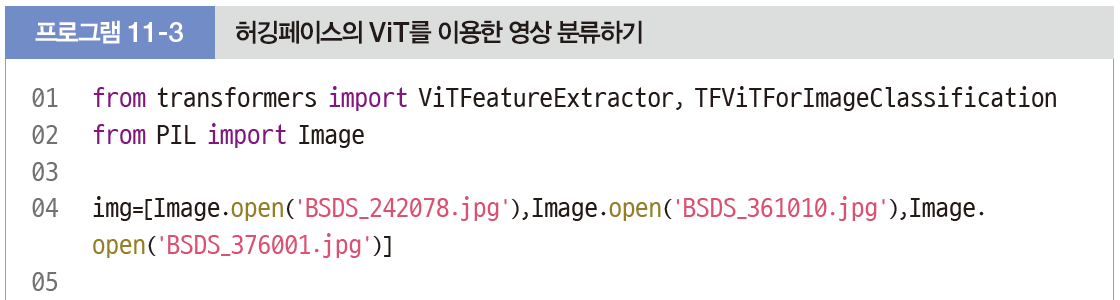 프로그램 11-3 허깅페이스의 ViT를 이용한 영상 분류하기
01 from transformers import ViTFeatureExtractor, TFViTForImageClassification
02 from PIL import Image
03
04 img=[Image.open('BSDS_242078.jpg'),Image.open('BSDS_361010.jpg'),Image.
open('BSDS_376001.jpg')]
05